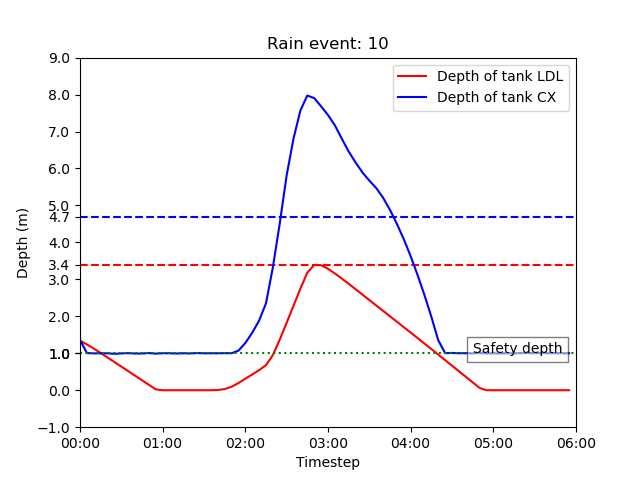 Rain event: 10
Depth of tank LDL
Depth of tank CX
Depth (m)
9.0
8.0
7.0
6.0
5.0
4.7
4.0
3.4
3.0
2.0
1.0
0.0
−1.0
Safety depth
00:00 01:00 02:00 03:00 04:00 05:00 06:00
Timestep